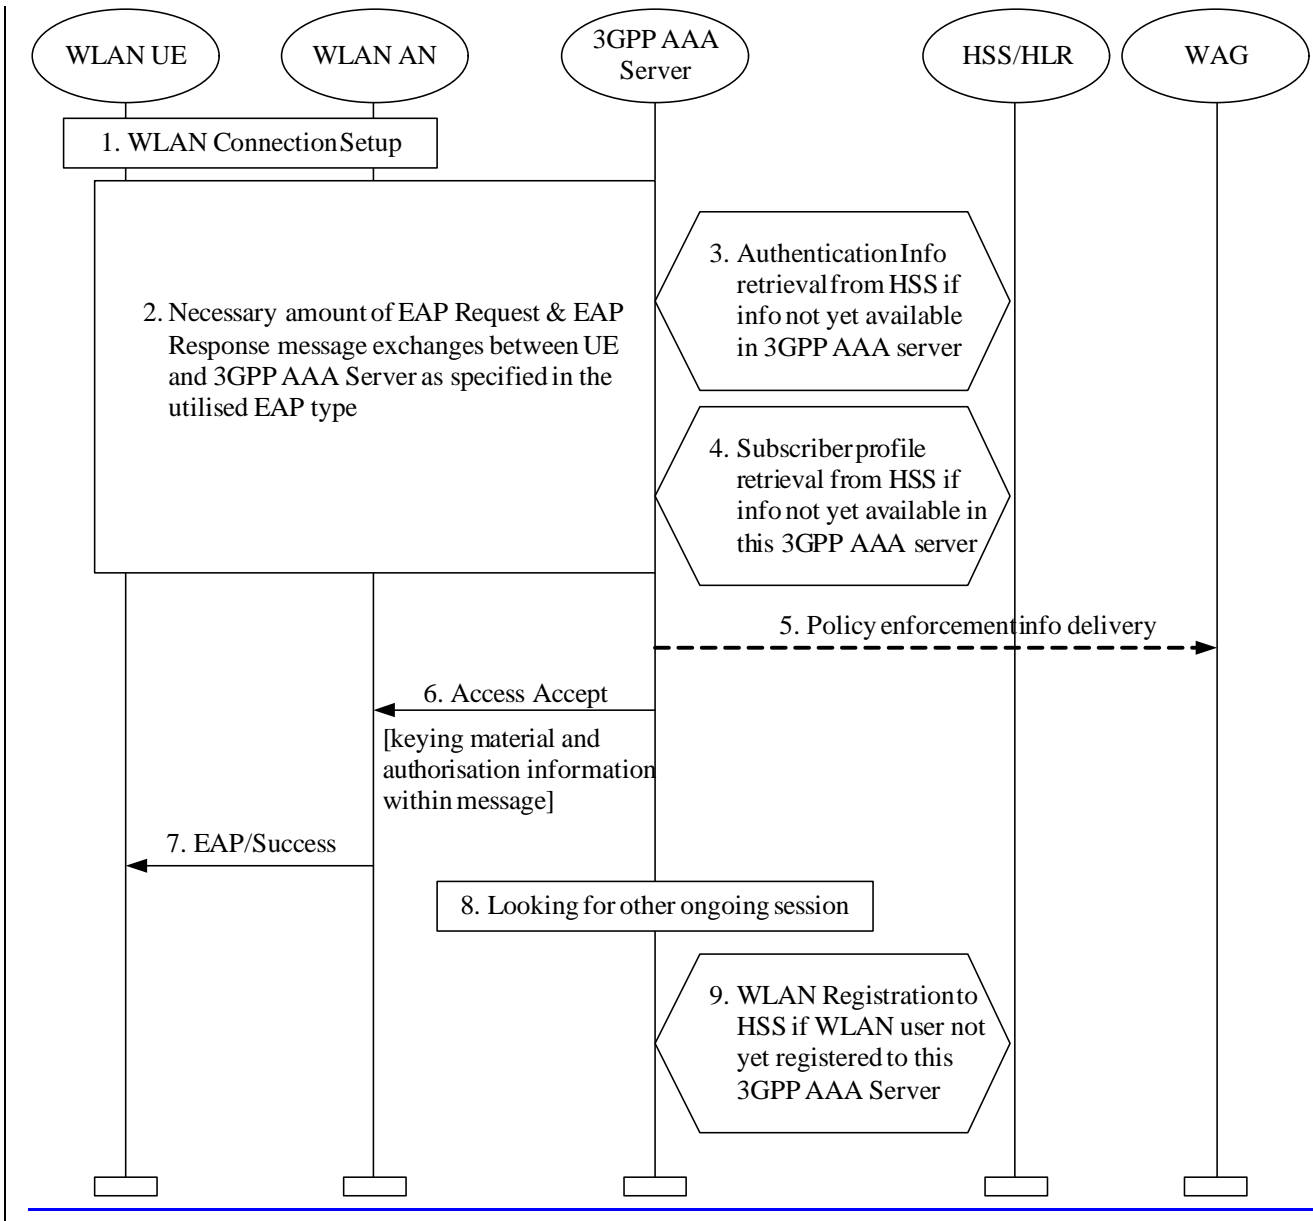 WLAN UE
WLAN AN
3GPP AAA
Server
HSS/HLR
WAG
1. WLAN Connection Setup
2. Necessary amount of EAP Request & EAP
Response message exchanges between UE
and 3GPP AAA Server as specified in the
utilised EAP type
3. Authentication Info
retrieval from HSS if
info not yet available
in 3GPP AAA server
4. Subscriber profile
retrieval from HSS if
info not yet available in
this 3GPP AAA server
5. Policy enforcement info delivery
6. Access Accept
[keying material and
authorisation information
within message]
7. EAP/Success
8. Looking for other ongoing session
9. WLAN Registration to
HSS if WLAN user not
yet registered to this
3GPP AAA Server